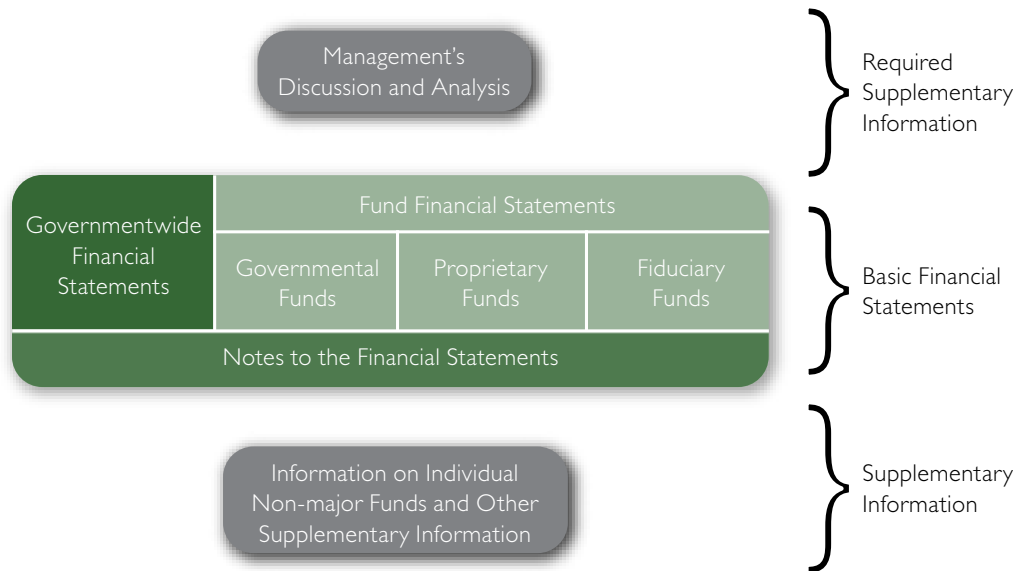 Management’s
Discussion and Analysis
Required
Supplementary
Information
Governmentwide
Financial
Statements
Fund Financial Statements
Governmental
Funds
Proprietary
Funds
Fiduciary
Funds
Notes to the Financial Statements
Basic Financial
Statements
Information on Individual
Non-major Funds and Other
Supplementary Information
Supplementary
Information